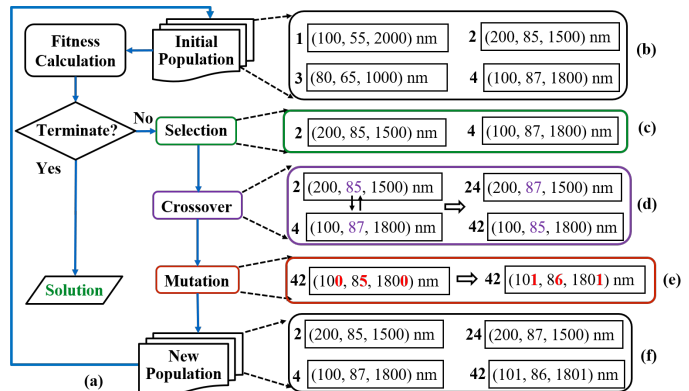 Fitness
Calculation
Initial
Population
1 (100, 55, 2000) nm
2 (200, 85, 1500) nm
3 (80, 65, 1000) nm
4 (100, 87, 1800) nm
(b)
Terminate?
No
Yes
Selection
2 (200, 85, 1500) nm
4 (100, 87, 1800) nm
(c)
Crossover
2 (200, 85, 1500) nm
24 (200, 87, 1500) nm
4 (100, 87, 1800) nm
42 (100, 85, 1800) nm
(d)
Solution
Mutation
42 (100, 85, 1800) nm
42 (101, 86, 1801) nm
(e)
New
Population
2 (200, 85, 1500) nm
24 (200, 87, 1500) nm
4 (100, 87, 1800) nm
42 (101, 86, 1801) nm
(f)
(a)